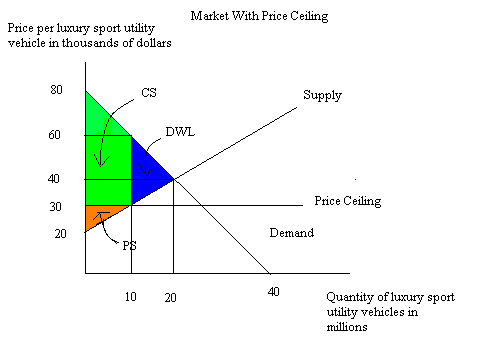 Market With Price Ceiling
Price per luxury sport utility
vehicle in thousands of dollars
80
CS
Supply
60
DWL
40
30
Price Ceiling
20
Demand
PS
10
20
40
Quantity of luxury sport
utility vehicles in
millions